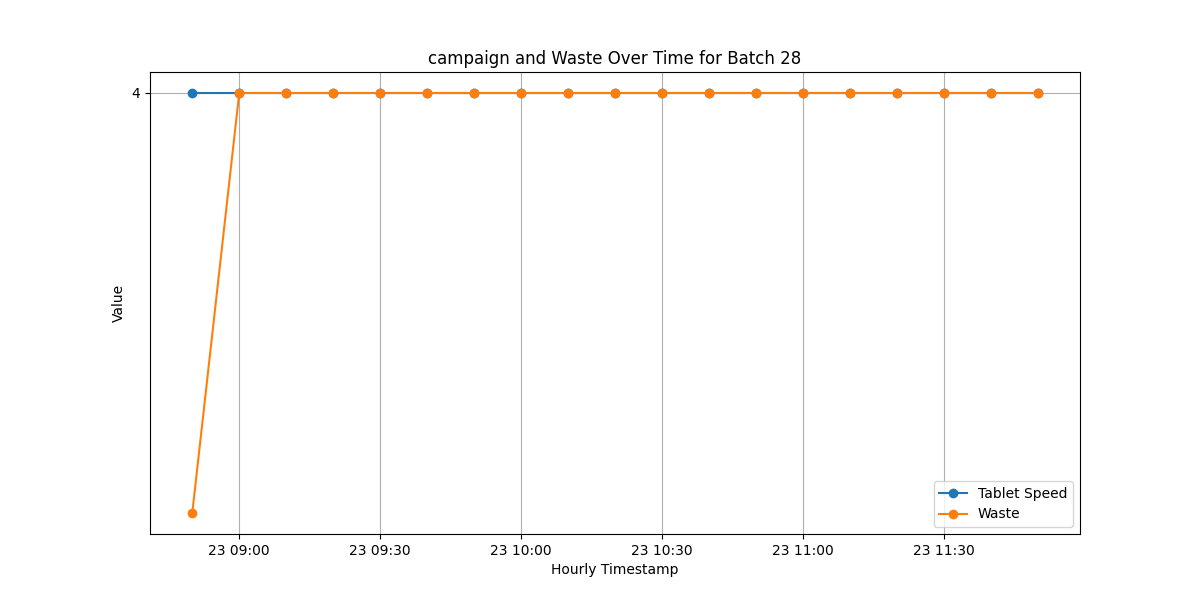 campaign and Waste Over Time for Batch 28
4
Value
Tablet Speed
Waste
23 09:00
23 09:30
23 10:00
23 10:30
23 11:00
23 11:30
Hourly Timestamp